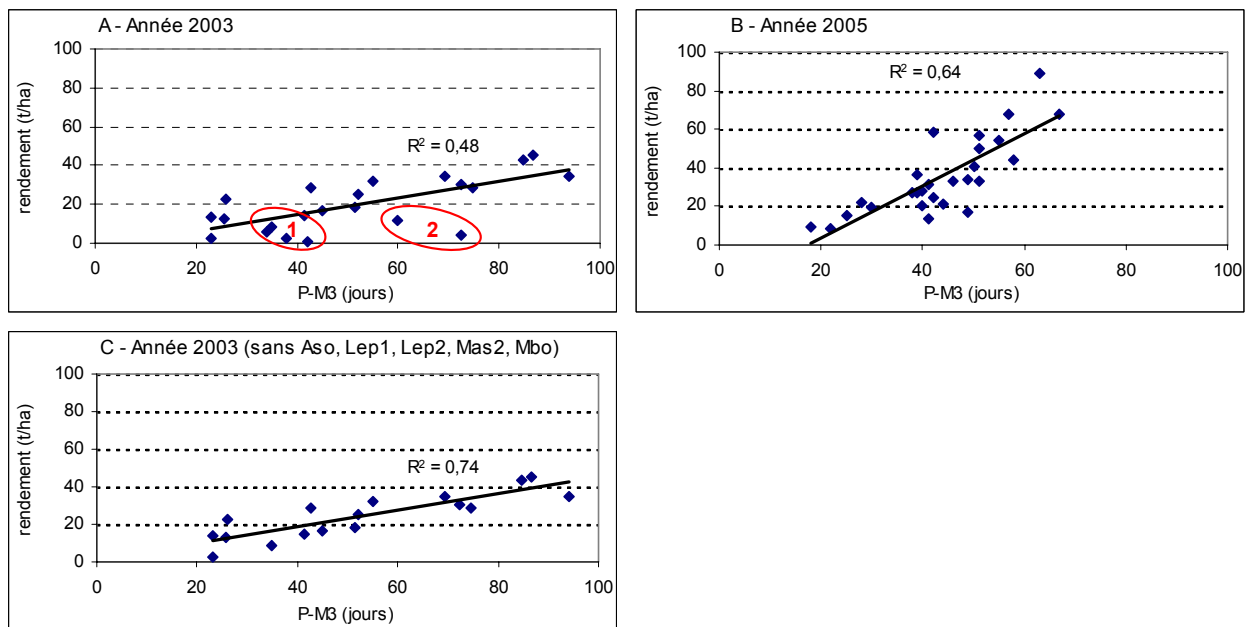 A - Année 2003
100
80
60
40
20
0
rendement (t/ha)
R² = 0,48
1
2
0 20 40 60 80 100
P-M3 (jours)
B - Année 2005
100
80
60
40
20
0
rendement (t/ha)
R² = 0,64
0 20 40 60 80 100
P-M3 (jours)
C - Année 2003 (sans Aso, Lep1, Lep2, Mas2, Mbo)
100
80
60
40
20
0
rendement (t/ha)
R² = 0,74
0 20 40 60 80 100
P-M3 (jours)